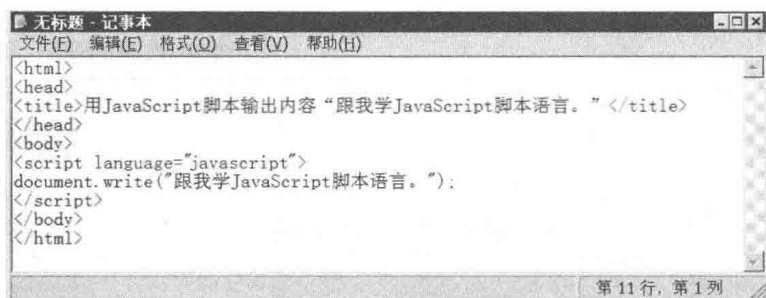 无标题 - 记事本
文件(F) 编辑(E) 格式(O) 查看(V) 帮助(H)
<html>
<head>
<title>用JavaScript脚本输出内容“跟我学JavaScript脚本语言。”</title>
</head>
<body>
<script language="javascript">
document.write("跟我学JavaScript脚本语言。");
</script>
</body>
</html>
第 11 行, 第 1 列